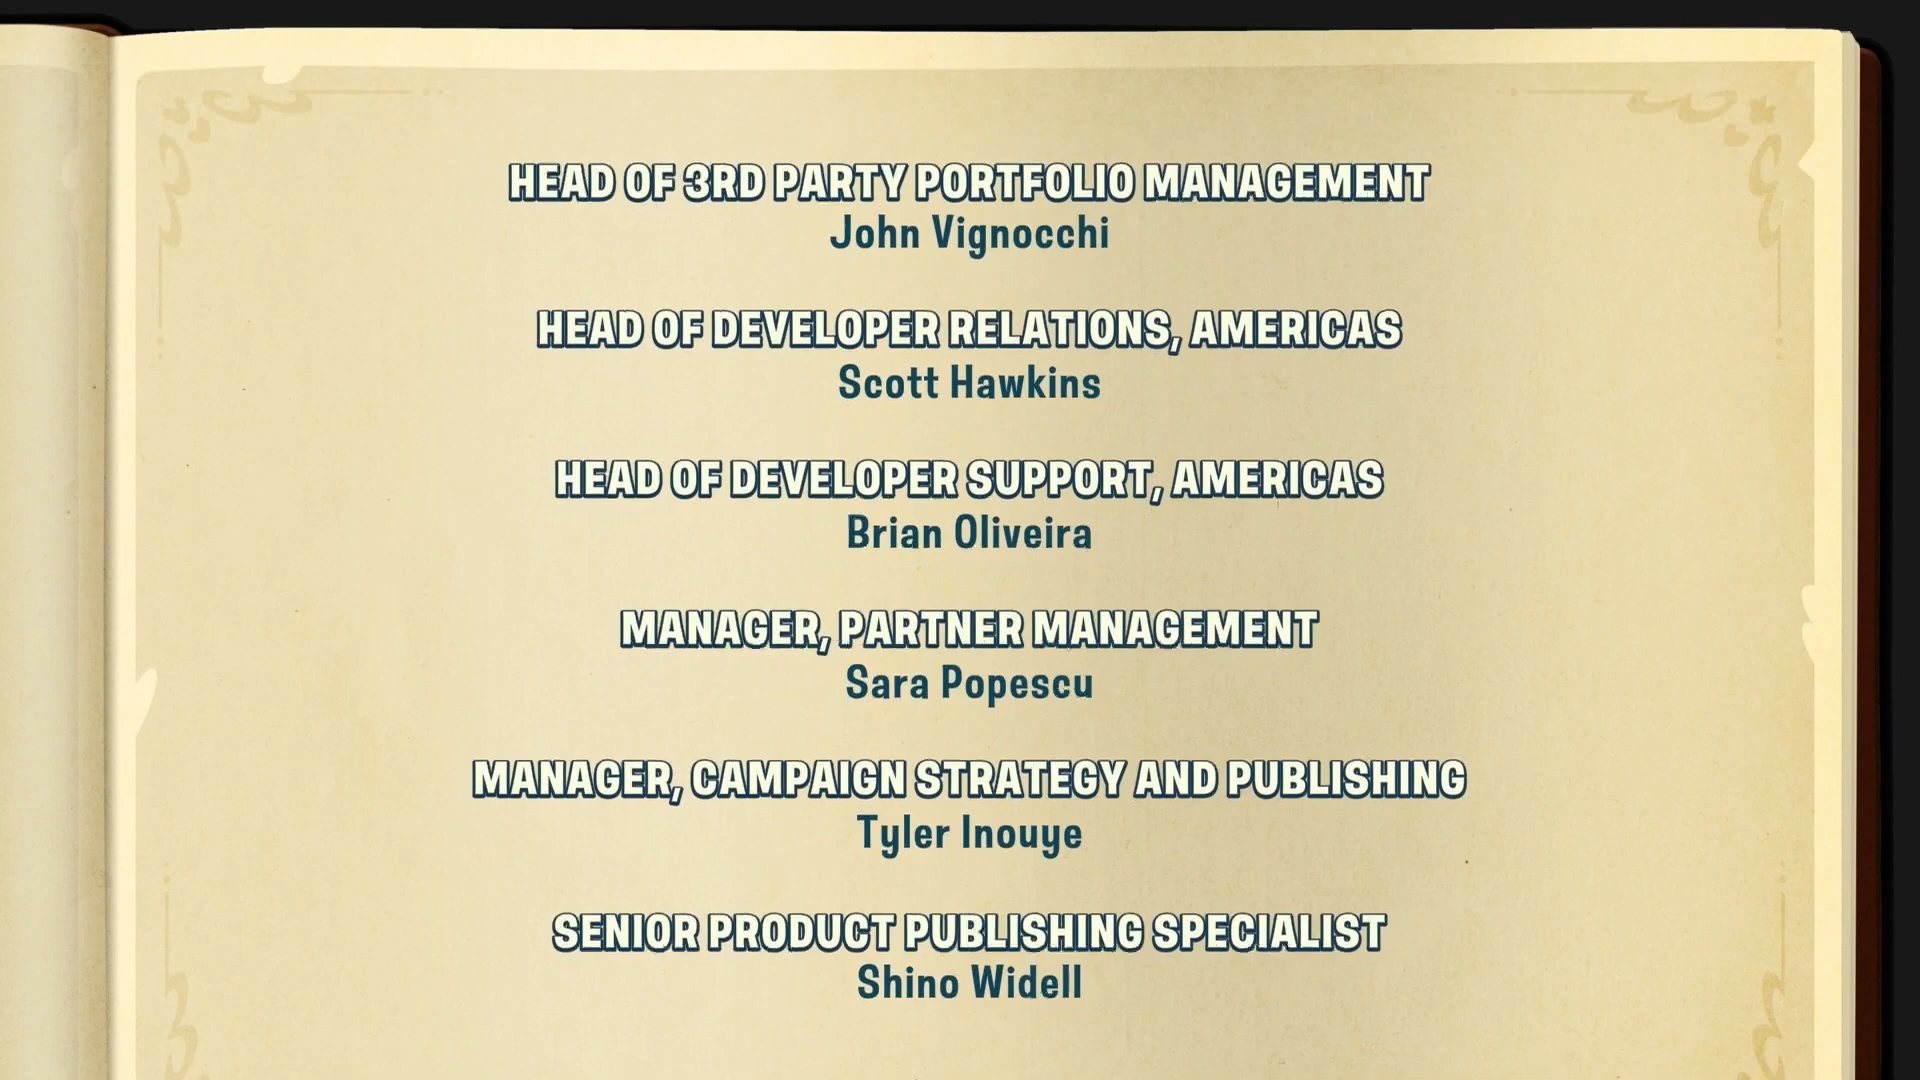 HEAD OF 3RD PARTY PORTFOLIO MANAGEMENT
John Vignocchi
HEAD OF DEVELOPER RELATIONS, AMERICAS
Scott Hawkins
HEAD OF DEVELOPER SUPPORT, AMERICAS
Brian Oliveira
MANAGER, PARTNER MANAGEMENT
Sara Popescu
MANAGER, CAMPAIGN STRATEGY AND PUBLISHING
Tyler Inouye
SENIOR PRODUCT PUBLISHING SPECIALIST
Shino Widell